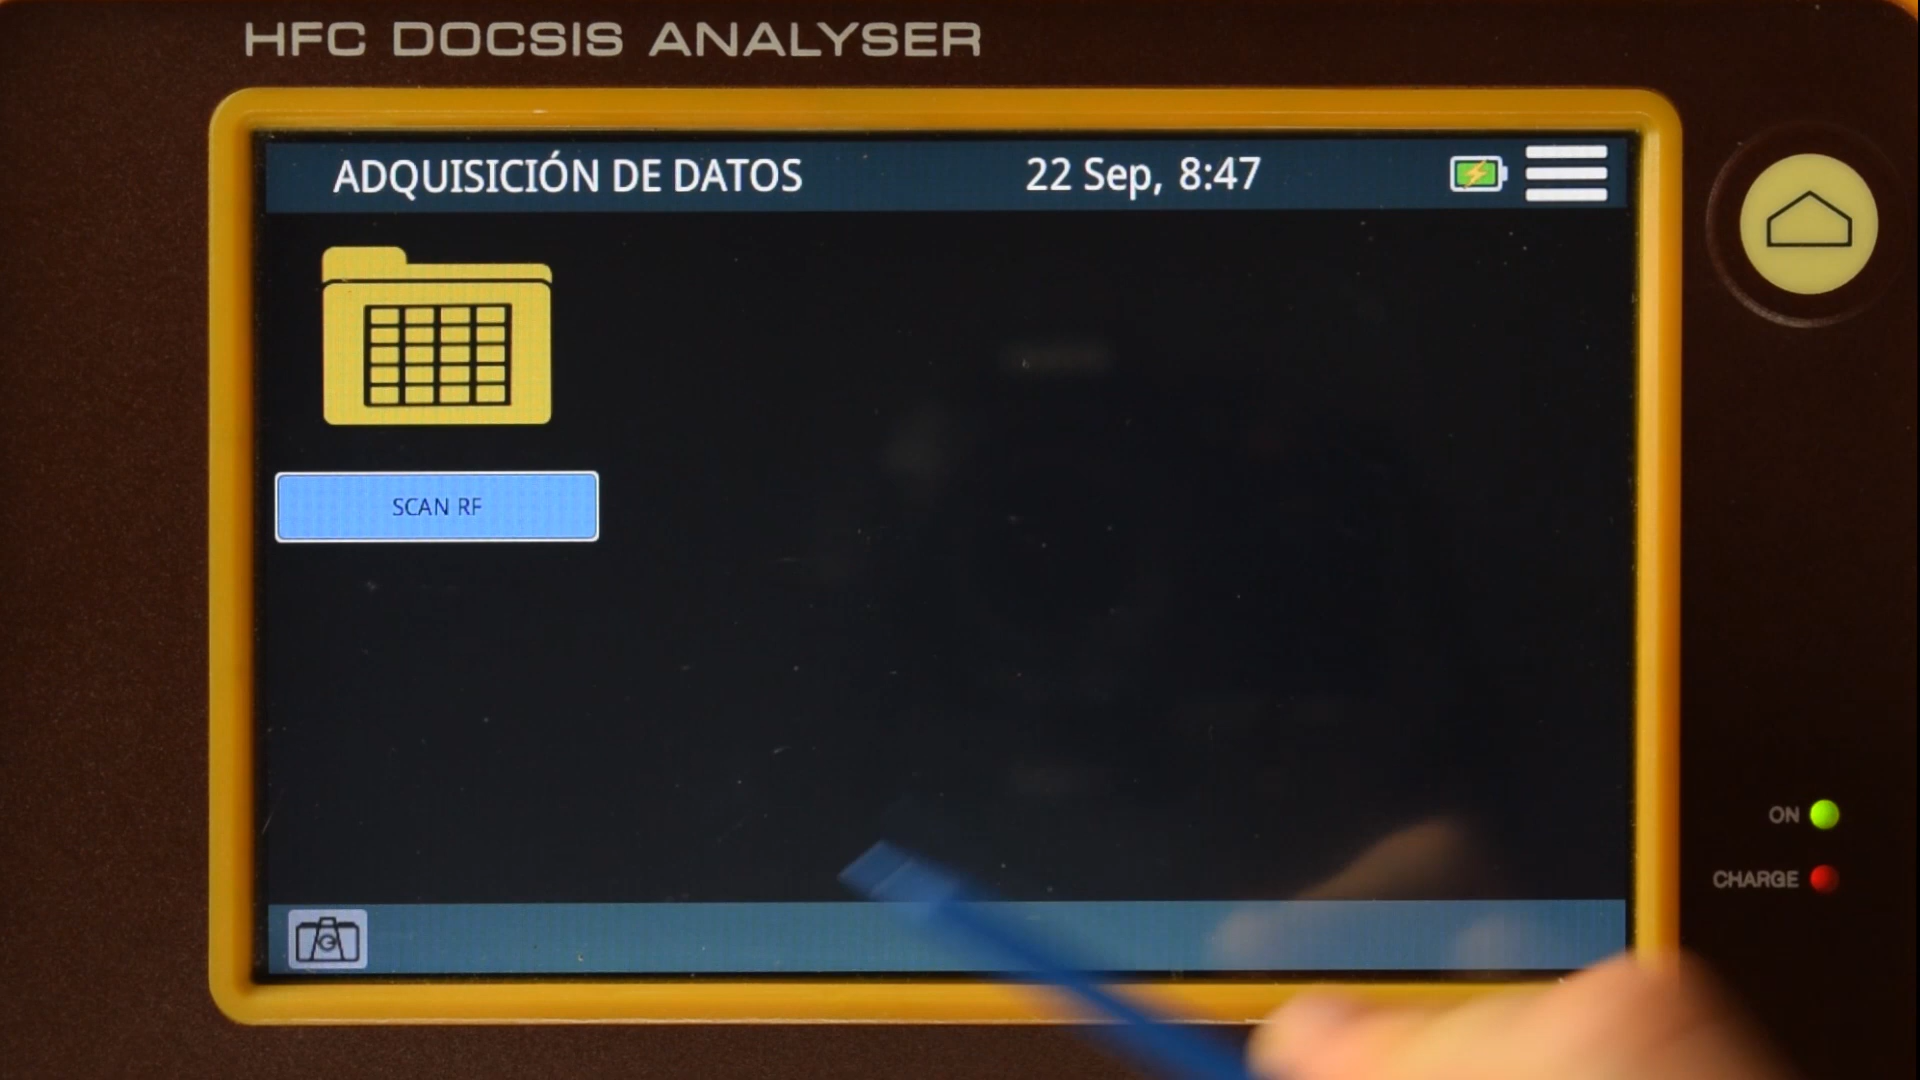 HFC DOCSIS ANALYSER
ADQUISICIÓN DE DATOS 22 Sep, 8:47
SCAN RF
ON
CHARGE